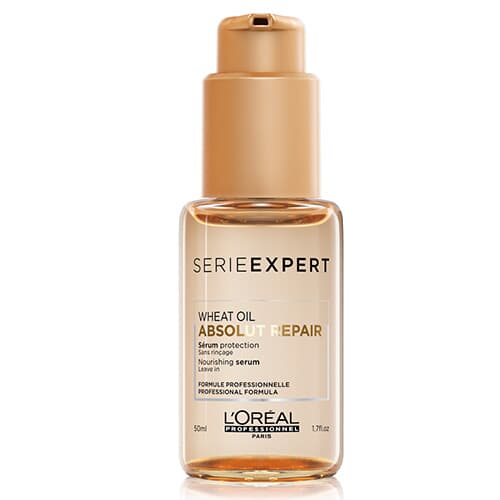 SERIEEXPERT
WHEAT OIL
ABSOLUT REPAIR
Sérum protection
Sans rinçage
Nourishing serum
Leave in
FORMULE PROFESSIONNELLE
PROFESSIONAL FORMULA
L'ORÉAL
PROFESSIONNEL
PARIS
50ml 1,7fl.oz